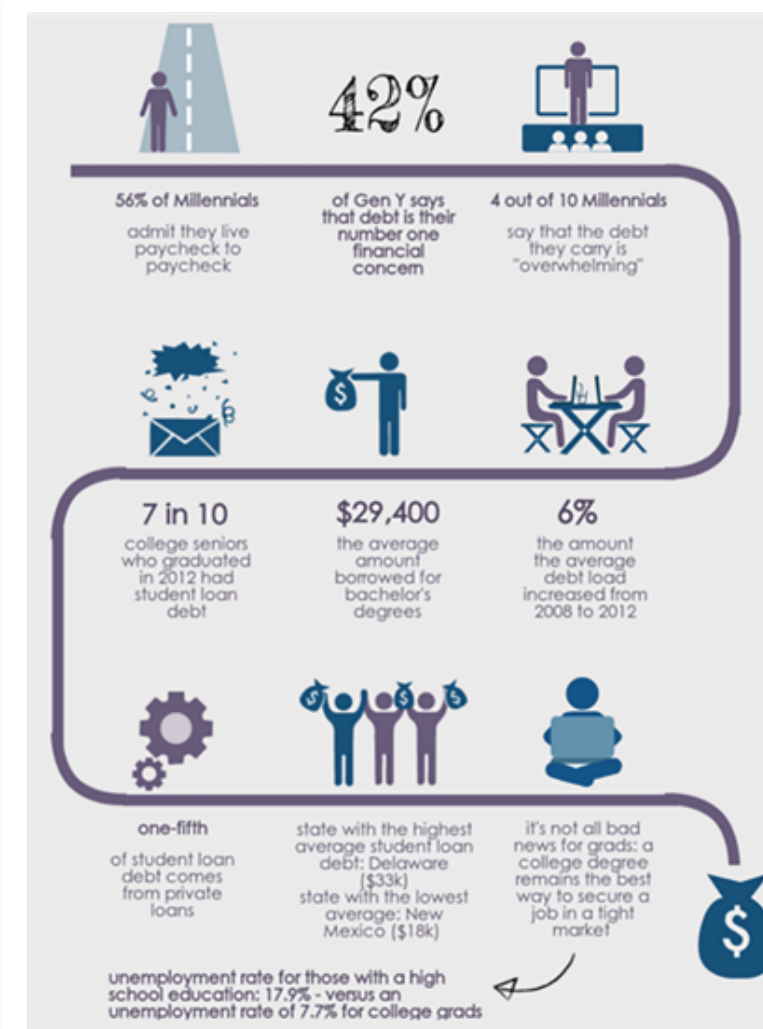 42%
56% of Millennials
admit they live
paycheck to
paycheck
of Gen Y says
that debt is their
number one
financial
concern
4 out of 10 Millennials
say that the debt
they carry is
"overwhelming"
$
7 in 10
college seniors
who graduated
in 2012 had
student loan
debt
$29,400
the average
amount
borrowed for
bachelor's
degrees
6%
the amount
the average
debt load
increased from
2008 to 2012
$ $ $
one-fifth
of student loan
debt comes
from private
loans
state with the highest
average student loan
debt: Delaware
($33k)
state with the lowest
average: New
Mexico ($18k)
it's not all bad
news for grads: a
college degree
remains the best
way to secure a
job in a tight
market
$
unemployment rate for those with a high
school education: 17.9% - versus an
unemployment rate of 7.7% for college grads